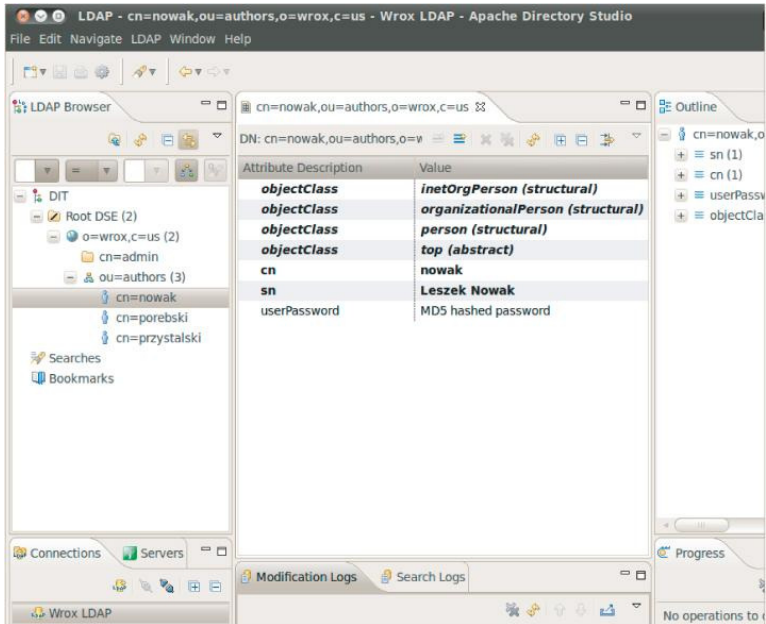 LDAP - cn=nowak,ou=authors,o=wrox,c=us - Wrox LDAP - Apache Directory Studio
File Edit Navigate LDAP Window Help
LDAP Browser
=
DIT
Root DSE (2)
o=wrox,c=us (2)
cn=admin
ou=authors (3)
cn=nowak
cn=porebski
cn=przystalski
Searches
Bookmarks
Connections
Servers
Wrox LDAP
cn=nowak,ou=authors,o=wrox,c=us
DN: cn=nowak,ou=authors,o=w
Attribute Description Value
objectClass inetOrgPerson (structural)
objectClass organizationalPerson (structural)
objectClass person (structural)
objectClass top (abstract)
cn nowak
sn Leszek Nowak
userPassword MD5 hashed password
Modification Logs
Search Logs
Outline
cn=nowak,o
sn (1)
cn (1)
userPassw
objectCla
Progress
No operations to